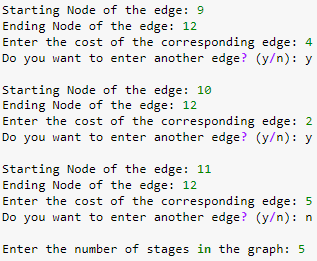 Starting Node of the edge: 9
Ending Node of the edge: 12
Enter the cost of the corresponding edge: 4
Do you want to enter another edge? (y/n): y
Starting Node of the edge: 10
Ending Node of the edge: 12
Enter the cost of the corresponding edge: 2
Do you want to enter another edge? (y/n): y
Starting Node of the edge: 11
Ending Node of the edge: 12
Enter the cost of the corresponding edge: 5
Do you want to enter another edge? (y/n): n
Enter the number of stages in the graph: 5